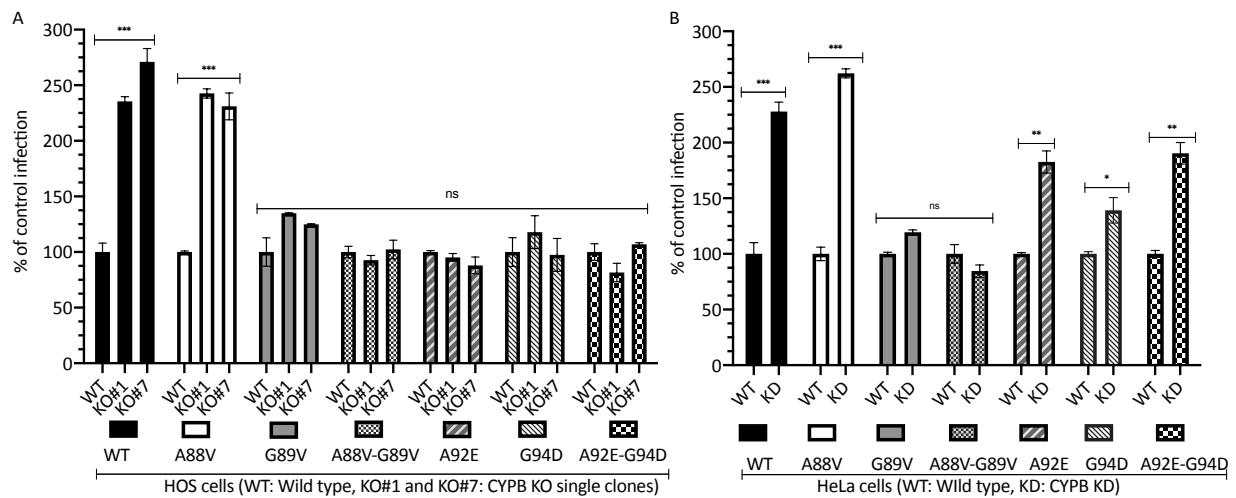 A
B
% of control infection
300
250
200
150
100
50
0
***
***
ns
WT KO#1 KO#7 WT KO#1 KO#7 WT KO#1 KO#7 WT KO#1 KO#7 WT KO#1 KO#7 WT KO#1 KO#7 WT KO#1 KO#7
WT A88V G89V A88V-G89V A92E G94D A92E-G94D
HOS cells (WT: Wild type, KO#1 and KO#7: CYPB KO single clones)
% of control infection
300
250
200
150
100
50
0
***
***
ns
**
*
**
WT KD WT KD WT KD WT KD WT KD WT KD WT KD
WT A88V G89V A88V-G89V A92E G94D A92E-G94D
HeLa cells (WT: WIld type, KD: CYPB KD)